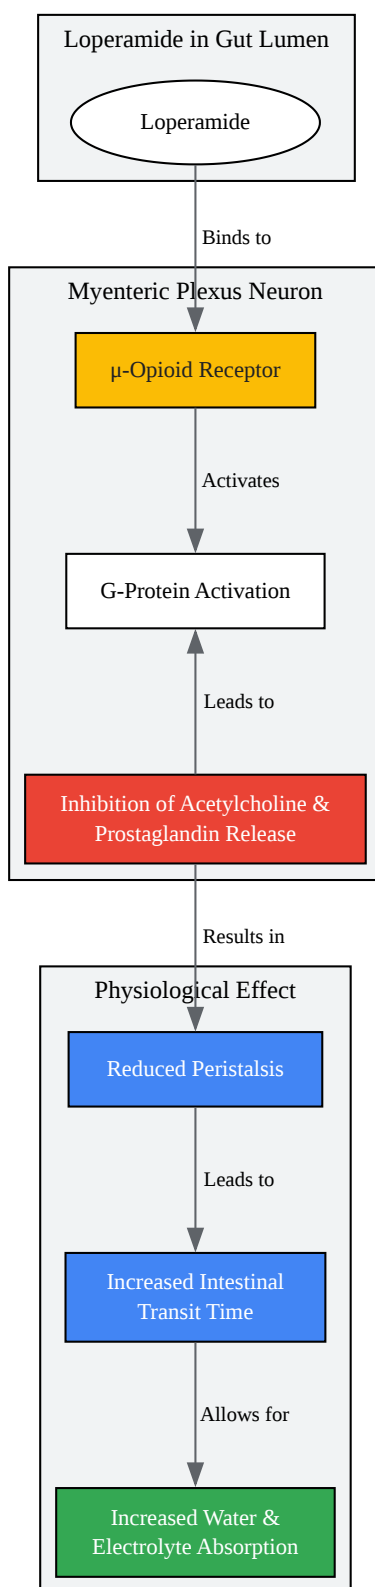 Loperamide in Gut Lumen
Loperamide
Binds to
Myenteric Plexus Neuron
μ-Opioid Receptor
Activates
G-Protein Activation
Leads to
Inhibition of Acetylcholine &
Prostaglandin Release
Results in
Physiological Effect
Reduced Peristalsis
Leads to
Increased Intestinal
Transit Time
Allows for
Increased Water &
Electrolyte Absorption